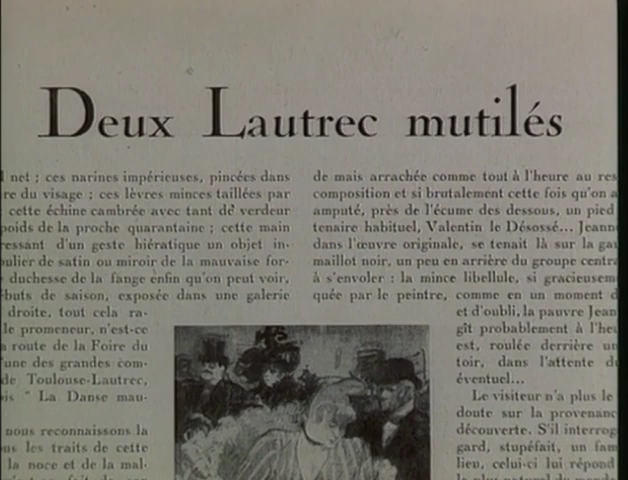 Deux Lautrec mutilés
net ; ces narines impérieuses, pincées dans
re du visage ; ces lèvres minces taillées par
cette échine cambrée avec tant de verdeur
poids de la proche quarantaine ; cette main
ressant d'un geste hiératique un objet in-
oulier de satin ou miroir de la mauvaise for-
duchesse de la fange enfin qu'on peut voir,
buts de saison, exposée dans une galerie
droite, tout cela ra-
le promeneur, n'est-ce
a route de la Foire du
'une des grandes com-
de Toulouse-Lautrec,
is " La Danse mau-
nous reconnaissons la
us les traits de cette
la noce et de la mal-
de mais arrachée comme tout à l'heure au res
composition et si brutalement cette fois qu'on a
amputé, près de l'écume des dessous, un pied
tenaire habituel, Valentin le Désossé... Jeann
dans l'œuvre originale, se tenait là sur la ga
maillot noir, un peu en arrière du groupe centra
à s'envoler : la mince libellule, si gracieusem
quée par le peintre, comme en un moment d
et d'oubli, la pauvre Jean
gît probablement à l'heu
est, roulée derrière un
toir, dans l'attente d
éventuel...
Le visiteur n'a plus le
doute sur la provenanc
découverte. S'il interrog
gard, stupéfait, un fam
lieu, celui-ci lui répond